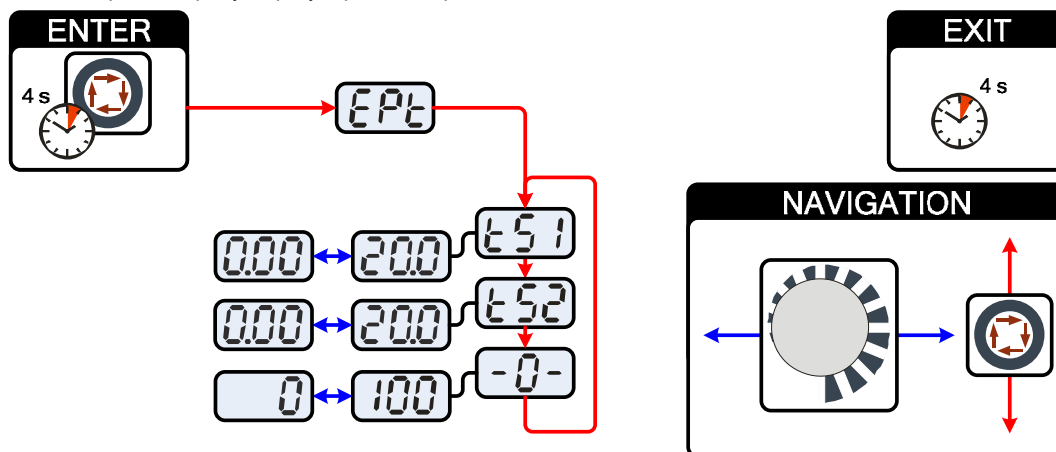 ENTER
EXIT
4 s
4 s
EPt
NAVIGATION
tS1
0.00
20.0
tS2
0.00
20.0
-0-
0
100